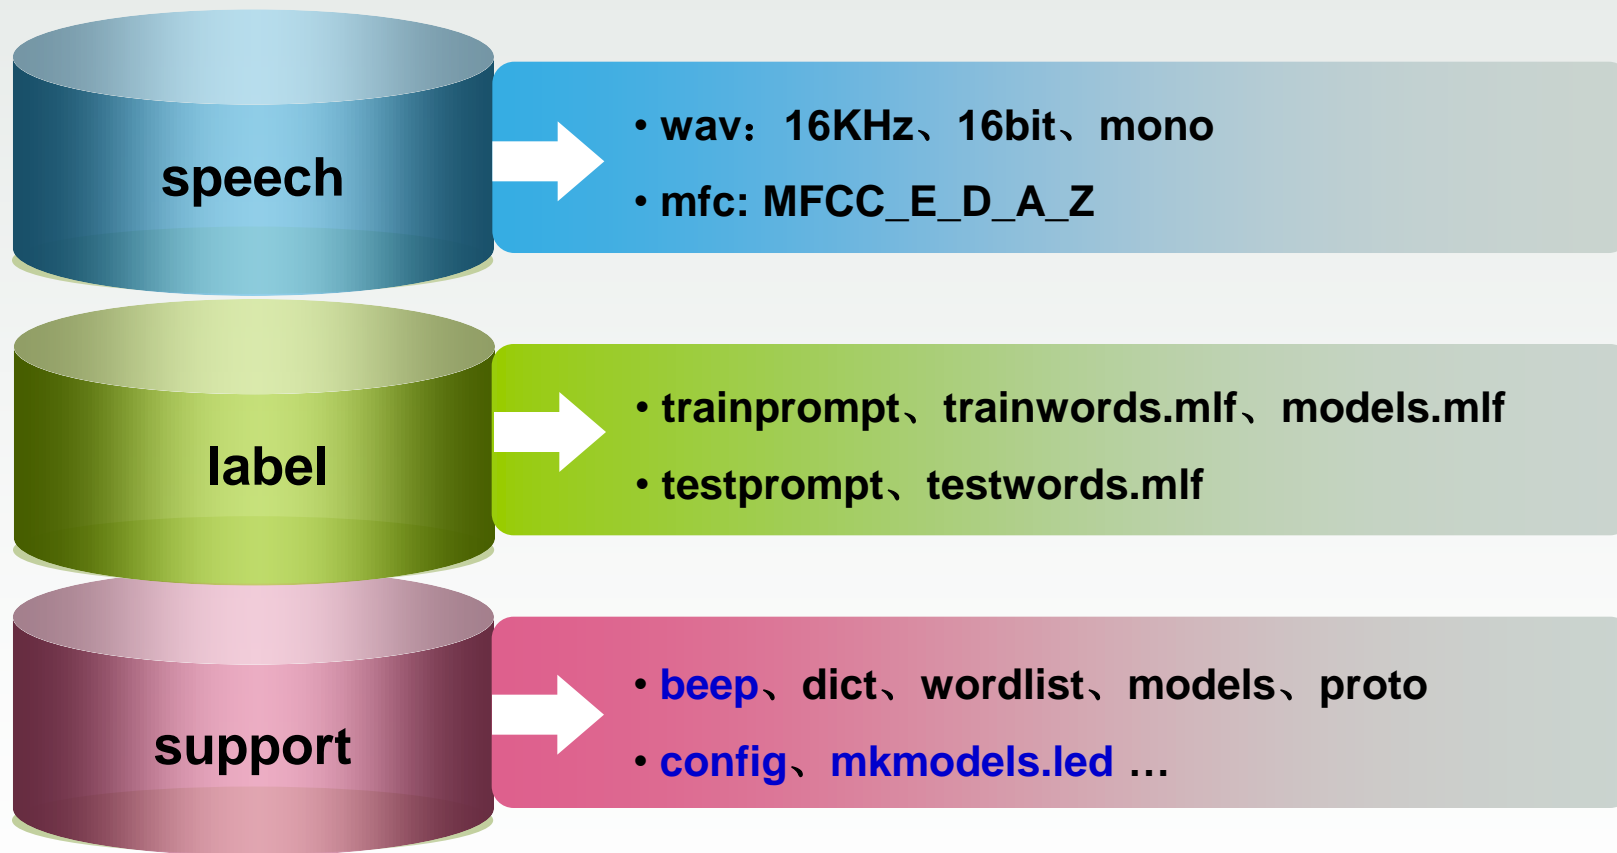 speech
• wav：16KHz、16bit、mono
• mfc: MFCC_E_D_A_Z
label
• trainprompt、trainwords.mlf、models.mlf
• testprompt、testwords.mlf
support
• beep、dict、wordlist、models、proto
• config、mkmodels.led …